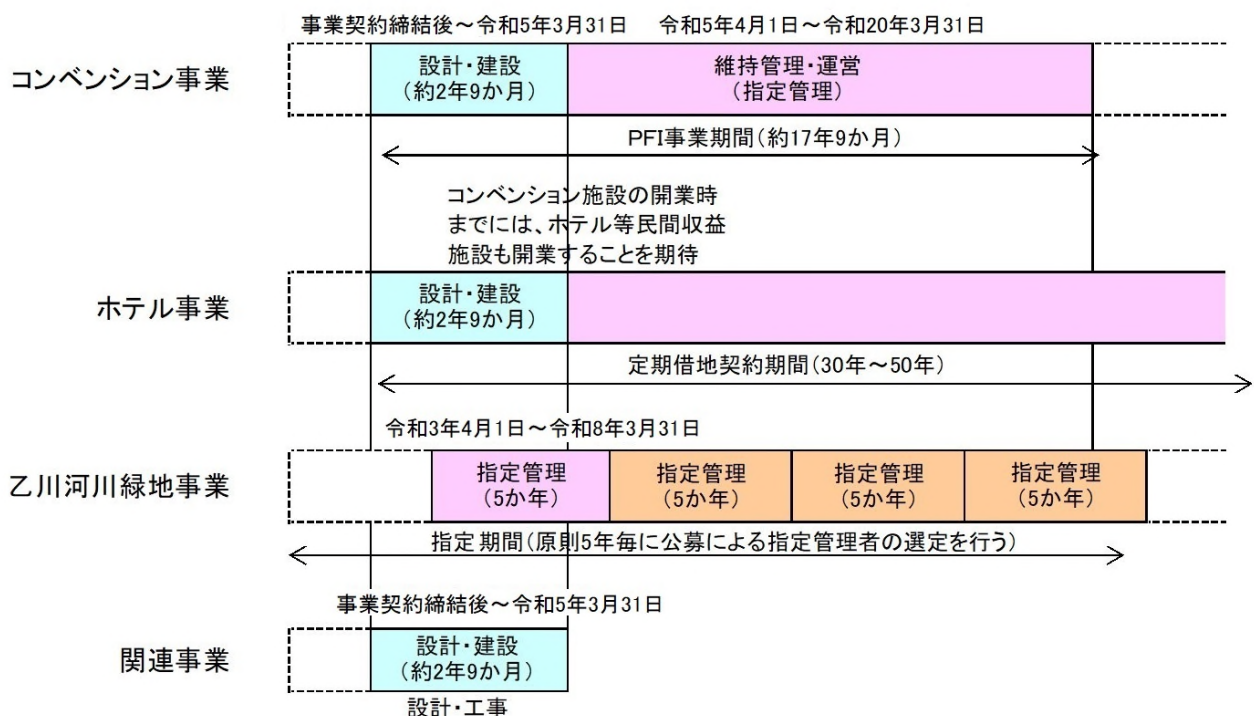 事業契約締結後～令和5年3月31日　令和5年4月1日～令和20年3月31日
コンベンション事業
設計・建設
(約2年9か月)
維持管理・運営
(指定管理)
PFI事業期間(約17年9か月)
コンベンション施設の開業時
までには、ホテル等民間収益
施設も開業することを期待
ホテル事業
設計・建設
(約2年9か月)
定期借地契約期間(30年～50年)
令和3年4月1日～令和8年3月31日
乙川河川緑地事業
指定管理
(5か年)
指定管理
(5か年)
指定管理
(5か年)
指定管理
(5か年)
指定期間(原則5年毎に公募による指定管理者の選定を行う)
事業契約締結後～令和5年3月31日
関連事業
設計・建設
(約2年9か月)
設計・工事